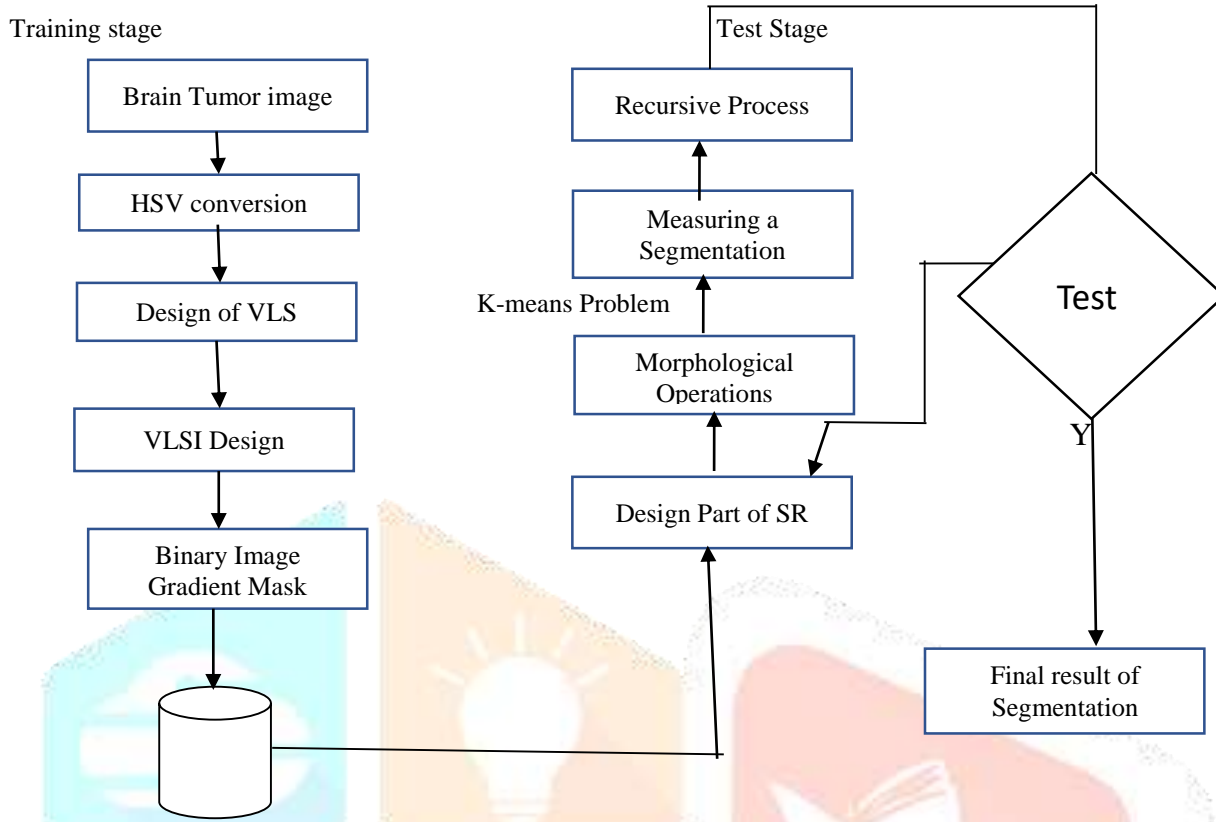 Training stage
Brain Tumor image
HSV conversion
Design of VLS
VLSI Design
Binary Image
Gradient Mask
Test Stage
Recursive Process
Measuring a
Segmentation
K-means Problem
Morphological
Operations
Design Part of SR
Test
Y
Final result of
Segmentation